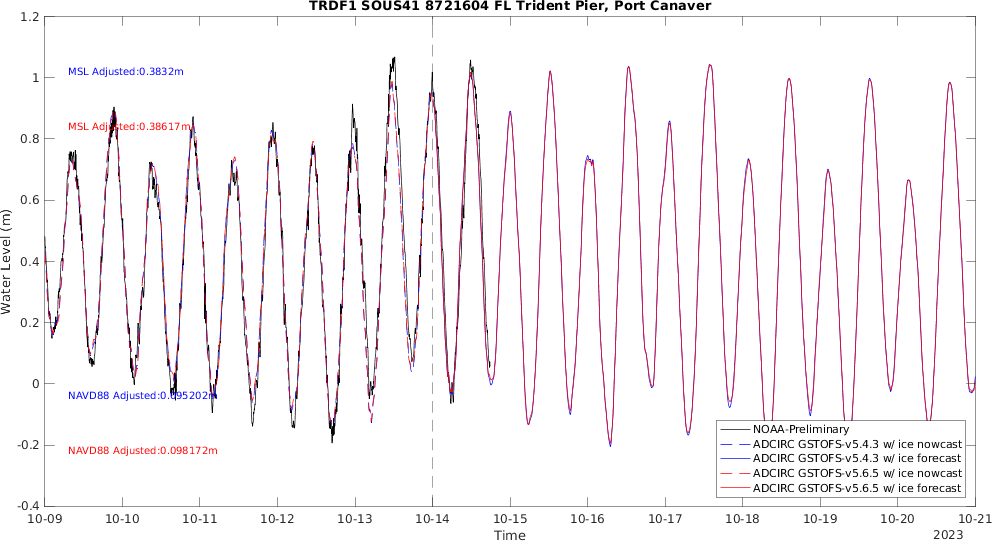 TRDF1 SOUS41 8721604 FL Trident Pier, Port Canaver
1.2
1
0.8
0.6
0.4
0.2
0
-0.2
-0.4
Water Level (m)
MSL Adjusted:0.3832m
MSL Adjusted:0.38617m
NAVD88 Adjusted:0.095202m
NAVD88 Adjusted:0.098172m
NOAA-Preliminary
ADCIRC GSTOFS-v5.4.3 w/ ice nowcast
ADCIRC GSTOFS-v5.4.3 w/ ice forecast
ADCIRC GSTOFS-v5.6.5 w/ ice nowcast
ADCIRC GSTOFS-v5.6.5 w/ ice forecast
10-09 10-10 10-11 10-12 10-13 10-14 10-15 10-16 10-17 10-18 10-19 10-20 10-21
Time
2023